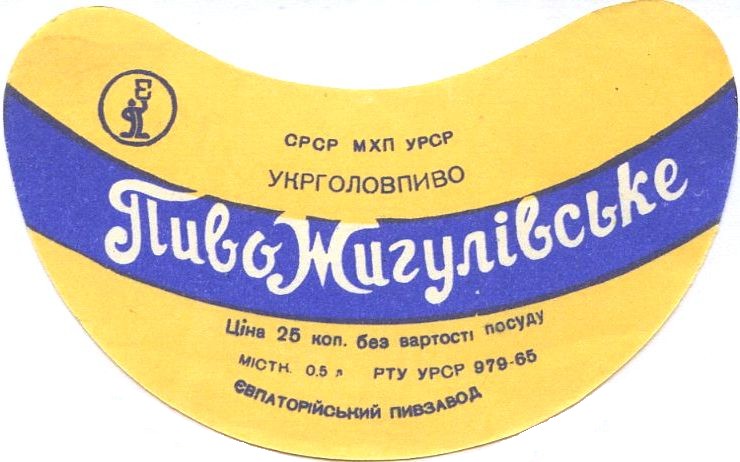 Е
СРСР МХП УРСР
УКРГОЛОВПИВО
Пиво Жигулівське
Ціна 25 коп. без вартості посуду
МІСТК. 0.5 л РТУ УРСР 979-65
ЄВПАТОРІЙСЬКИЙ ПИВЗАВОД